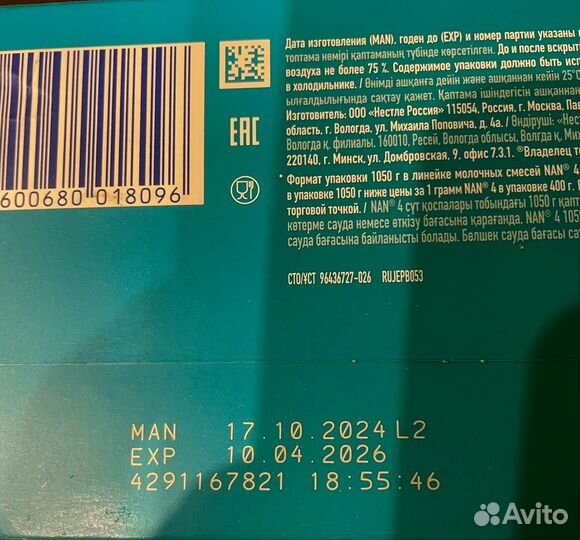 600680 018096
EAC
Дата изготовления (MAN), годен до (EXP) и номер партии указаны
топтама нөмірі қаптаманың түбінде көрсетілген. До и после вскрыт
воздуха не более 75 %. Содержимое упаковки должно быть исп
в холодильнике. / Өнімді ашқанға дейін және ашқаннан кейін 25°C
ылғалдылығында сақтау қажет. Қаптама ішіндегісін ашқаннан
Изготовитель: ООО «Нестле Россия» 115054, Россия, г. Москва, Пав
область, г. Вологда, ул. Михаила Поповича, д. 4а. / Өндіруші: «Нест
Вологда қ. филиалы, 160010, Ресей, Вологда облысы, Вологда қ., Ми
220140, г. Минск, ул. Домбровская, 9, офис 7.3.1. ®Владелец то
* Формат упаковки 1050 г в линейке молочных смесей NAN® 4
в упаковке 1050 г ниже цены за 1 грамм NAN® 4 в упаковке 400 г.
торговой точкой. / NAN® 4 сүт қоспалары тобындағы 1050 г қапт
көтерме сауда немесе өткізу бағасына қарағанда, NAN® 4 105
сауда бағасына байланысты болады. Бөлшек сауда бағасы са
СТО/ҰСТ 96436727-026 RUJEPB053
MAN 17.10.2024 L2
EXP 10.04.2026
4291167821 18:55:46
Avito